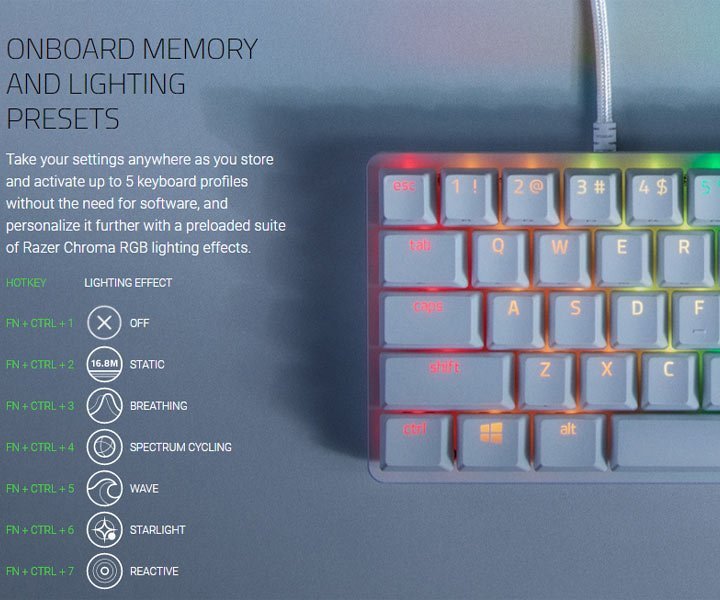 ONBOARD MEMORY
AND LIGHTING
PRESETS
Take your settings anywhere as you store
and activate up to 5 keyboard profiles
without the need for software, and
personalize it further with a preloaded suite
of Razer Chroma RGB lighting effects.
HOTKEY LIGHTING EFFECT
FN + CTRL + 1 OFF
FN + CTRL + 2 16.8M STATIC
FN + CTRL + 3 BREATHING
FN + CTRL + 4 SPECTRUM CYCLING
FN + CTRL + 5 WAVE
FN + CTRL + 6 STARLIGHT
FN + CTRL + 7 REACTIVE
esc 1 ! 2 @ 3 # 4 $ 5
tab Q W E R
caps A S D F
shift Z X C
ctrl alt